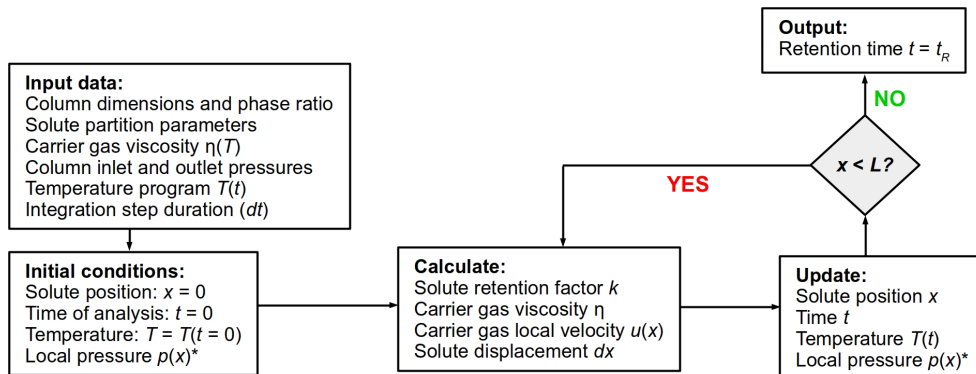 Input data:
Column dimensions and phase ratio
Solute partition parameters
Carrier gas viscosity η(T)
Column inlet and outlet pressures
Temperature program T(t)
Integration step duration (dt)
Initial conditions:
Solute position: x = 0
Time of analysis: t = 0
Temperature: T = T(t = 0)
Local pressure p(x)*
Calculate:
Solute retention factor k
Carrier gas viscosity η
Carrier gas local velocity u(x)
Solute displacement dx
Update:
Solute position x
Time t
Temperature T(t)
Local pressure p(x)*
x < L?
YES
NO
Output:
Retention time t = t_R